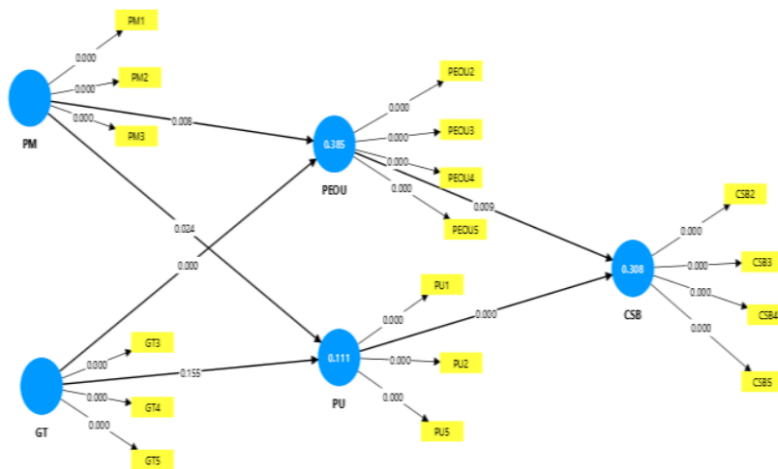 PM1
0.000
PM2
0.000
PM3
0.000
PM
0.008
0.024
0.000
PEOU2
0.000
PEOU3
0.000
PEOU4
0.000
PEOU5
0.000
0.385
PEOU
0.009
CSB2
0.000
CSB3
0.000
CSB4
0.000
CSB5
0.000
0.308
CSB
PU1
0.000
PU2
0.000
PU5
0.000
0.111
PU
0.000
GT3
0.000
GT4
0.000
GT5
0.000
GT
0.155